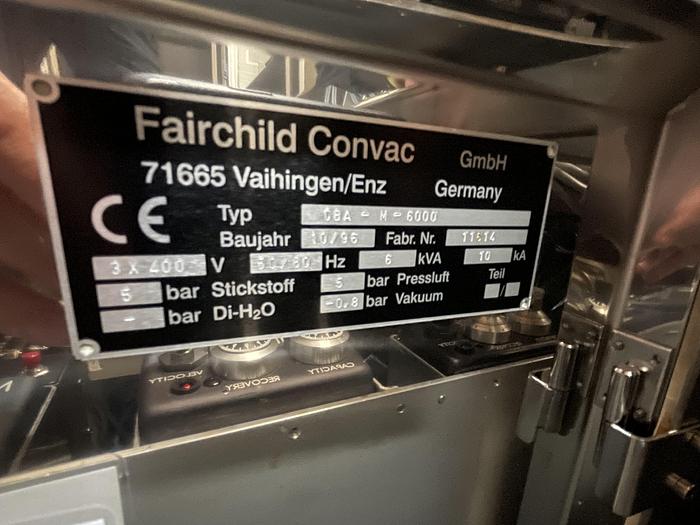 Fairchild Convac GmbH
71665 Vaihingen/Enz Germany
CE Typ CBA - M - 6000
Baujahr 10/96 Fabr. Nr. 11614
3 X 400 V 50/60 Hz 6 kVA 10 kA
5 bar Stickstoff 5 bar Pressluft Teil
- bar Di-H₂O -0.8 bar Vakuum /
VELOCITY RECOVERY CAPACITY